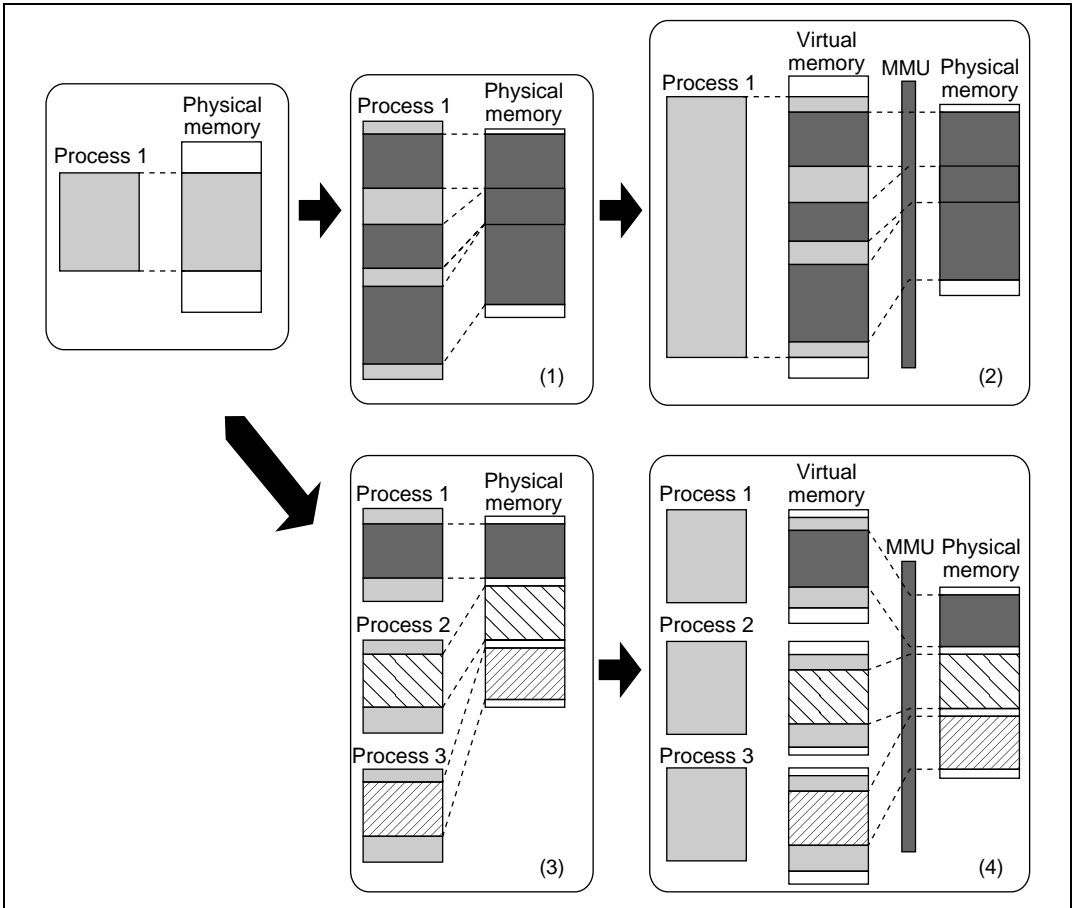 Process 1
Physical
memory
Process 1
Physical
memory
(1)
Process 1
Virtual
memory
MMU
Physical
memory
(2)
Process 1
Physical
memory
Process 2
Process 3
(3)
Process 1
Virtual
memory
MMU
Physical
memory
Process 2
Process 3
(4)